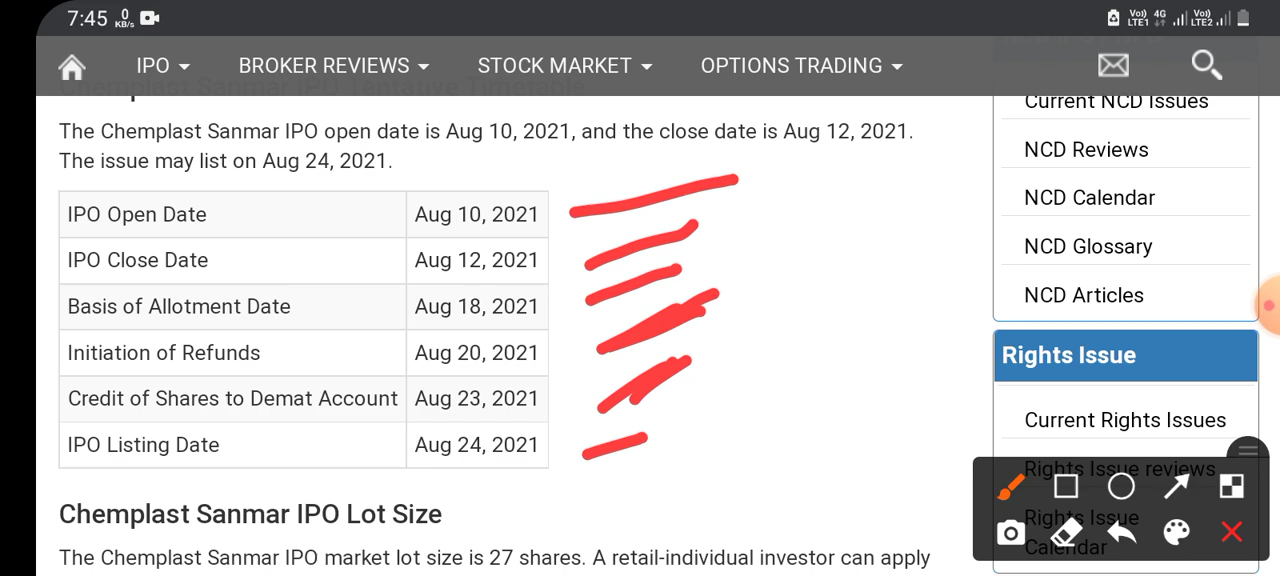 7:45 0 KB/s Vo) LTE1 4G Vo) LTE2
IPO BROKER REVIEWS STOCK MARKET OPTIONS TRADING
Chemplast Sanmar IPO Tentative Timetable
The Chemplast Sanmar IPO open date is Aug 10, 2021, and the close date is Aug 12, 2021.
The issue may list on Aug 24, 2021.
IPO Open Date Aug 10, 2021
IPO Close Date Aug 12, 2021
Basis of Allotment Date Aug 18, 2021
Initiation of Refunds Aug 20, 2021
Credit of Shares to Demat Account Aug 23, 2021
IPO Listing Date Aug 24, 2021
Chemplast Sanmar IPO Lot Size
The Chemplast Sanmar IPO market lot size is 27 shares. A retail-individual investor can apply
Current NCD Issues
NCD Reviews
NCD Calendar
NCD Glossary
NCD Articles
Rights Issue
Current Rights Issues
Rights Issue reviews
Rights Issue
Calendar